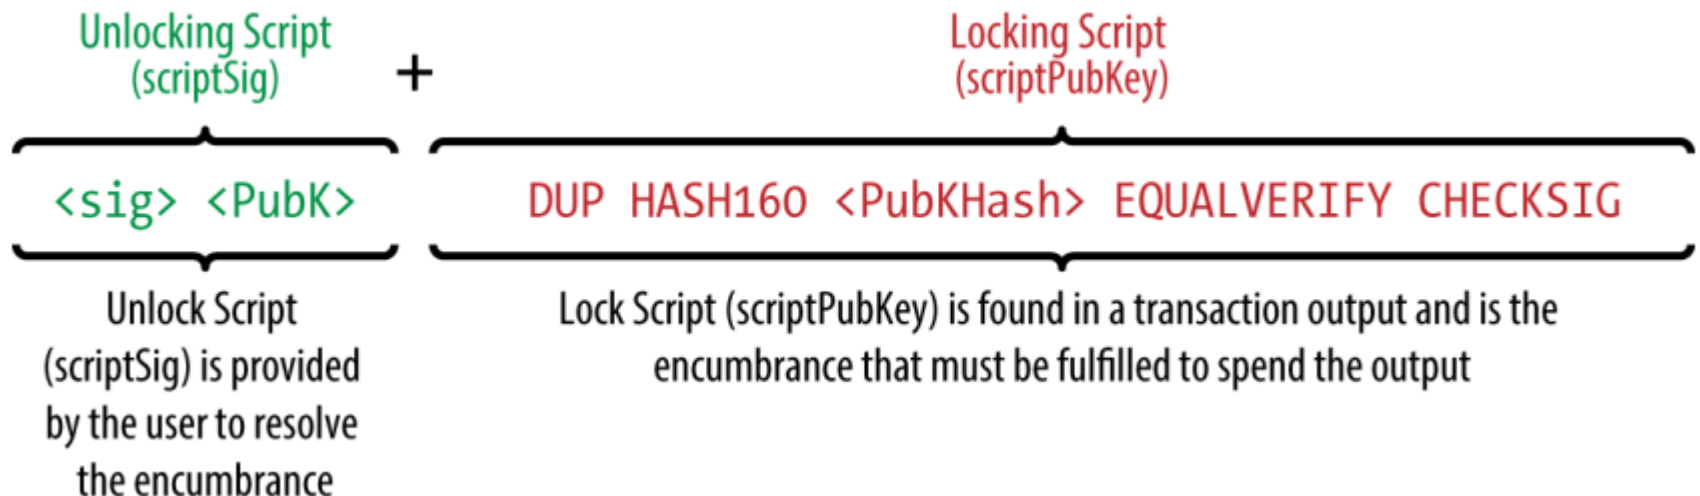 Unlocking Script
(scriptSig)
+
Locking Script
(scriptPubKey)
<sig> <PubK>
DUP HASH160 <PubKHash> EQUALVERIFY CHECKSIG
Unlock Script
(scriptSig) is provided
by the user to resolve
the encumbrance
Lock Script (scriptPubKey) is found in a transaction output and is the
encumbrance that must be fulfilled to spend the output